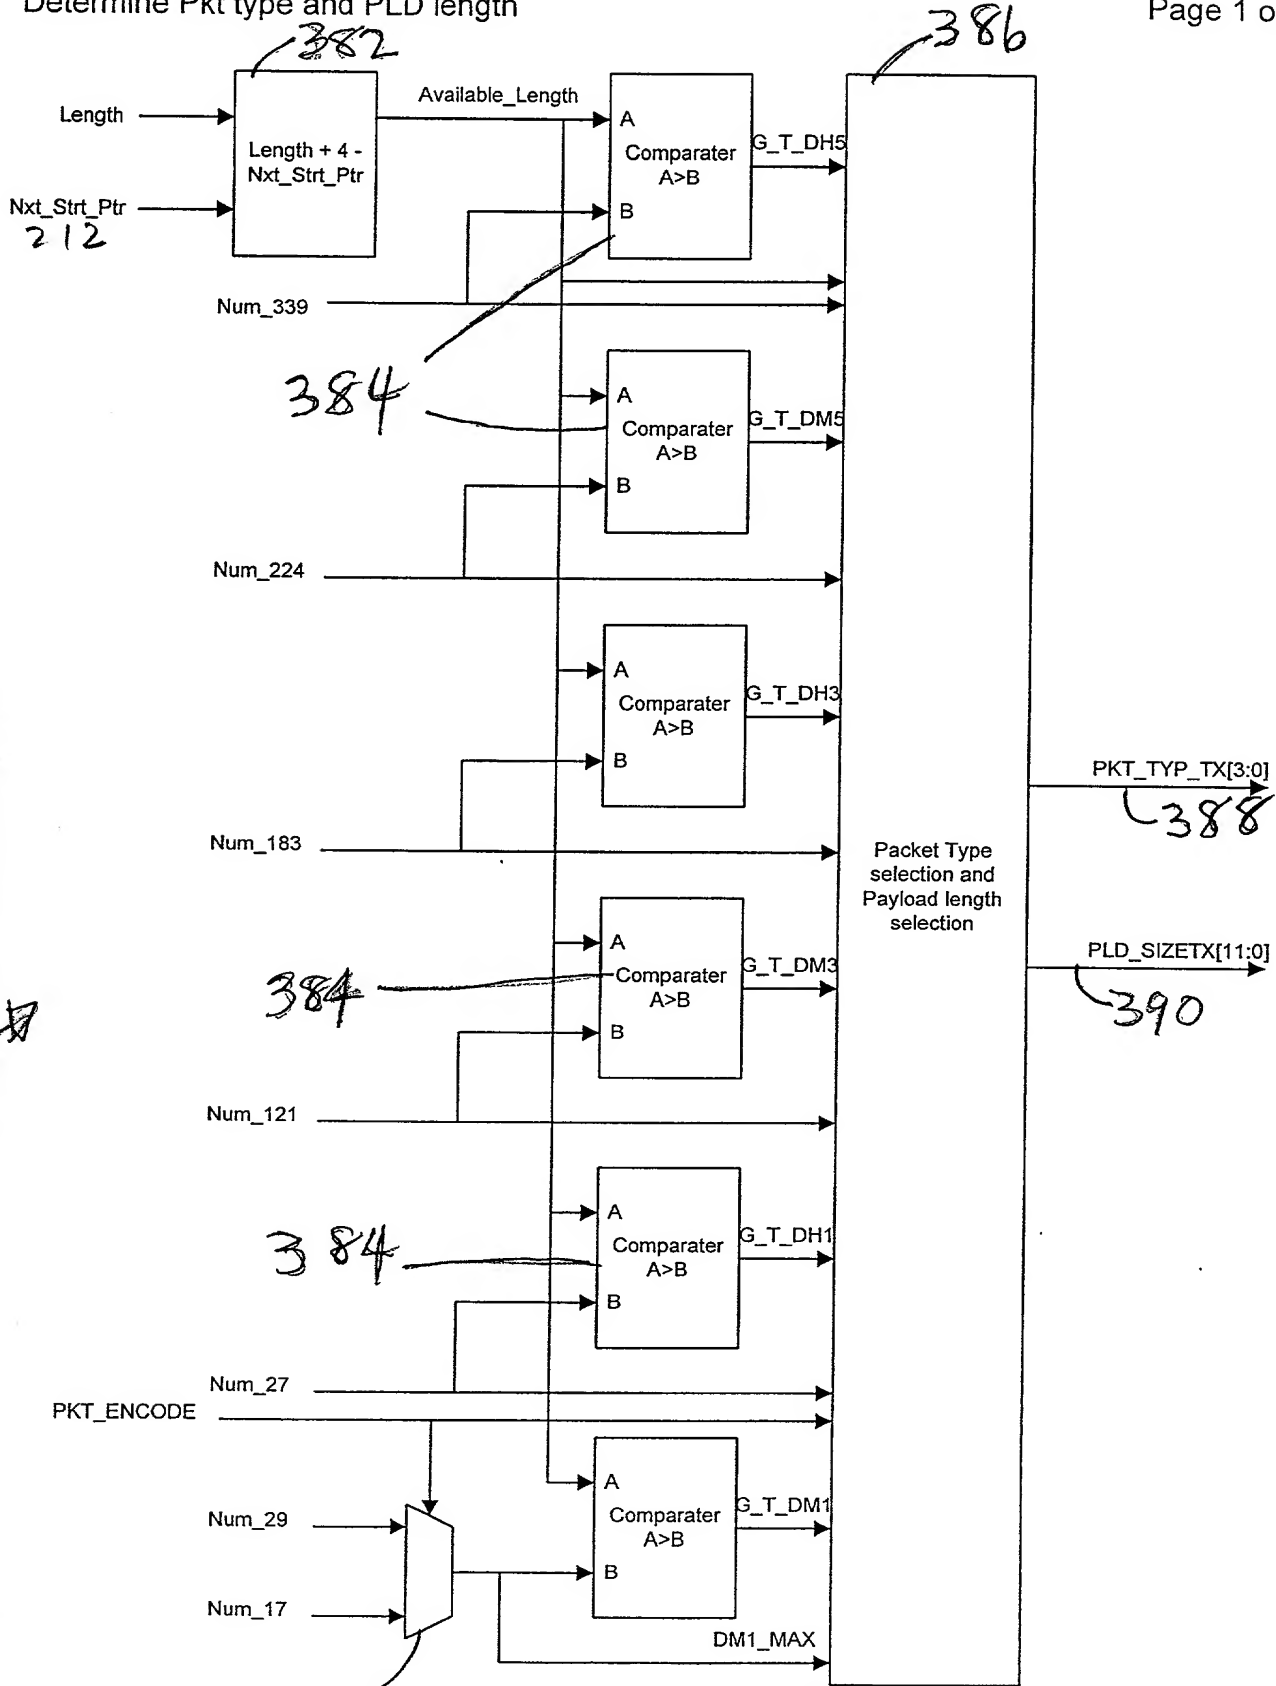 Determine Pkt type and PLD length
Page 1 o
382
386
Length
Available_Length
A
Length + 4 -
Nxt_Strt_Ptr
Comparater
A>B
G_T_DH5
Nxt_Strt_Ptr
212
B
Num_339
384
A
Comparater
A>B
G_T_DM5
B
Num_224
A
Comparater
A>B
G_T_DH3
B
PKT_TYP_TX[3:0]
388
Num_183
Packet Type
selection and
Payload length
selection
A
Comparater
A>B
G_T_DM3
PLD_SIZETX[11:0]
384
390
B
Num_121
A
Comparater
A>B
G_T_DH1
384
B
Num_27
PKT_ENCODE
A
Comparater
A>B
G_T_DM1
Num_29
B
Num_17
DM1_MAX